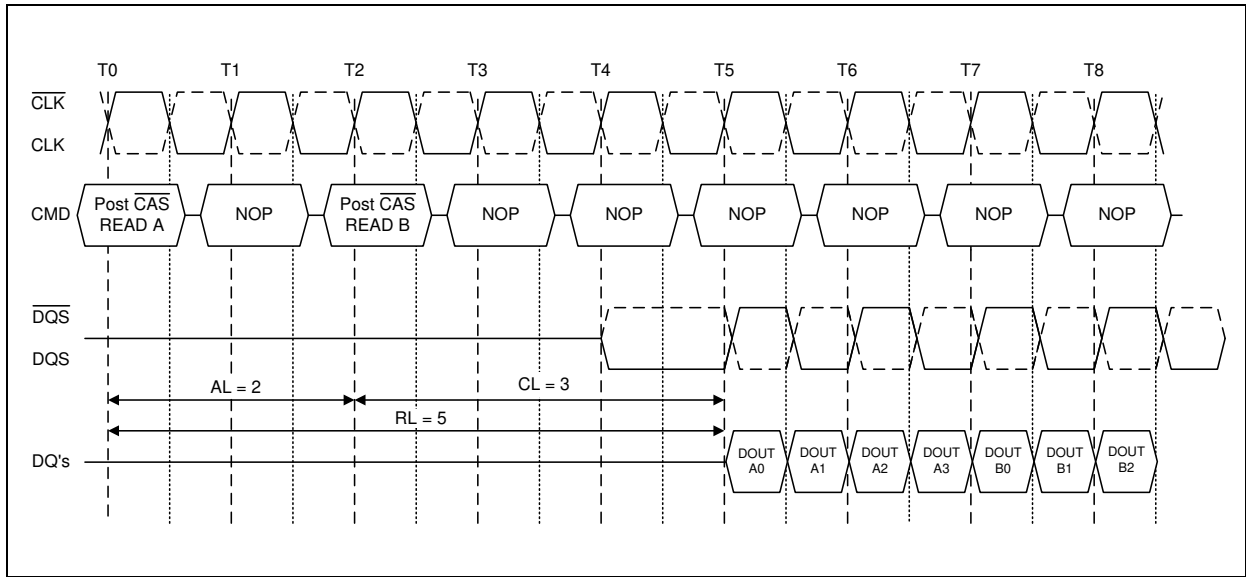 T0 T1 T2 T3 T4 T5 T6 T7 T8
CLK
CLK
CMD
Post CAS
READ A
NOP
Post CAS
READ B
NOP
NOP
NOP
NOP
NOP
NOP
DQS
DQS
AL = 2
CL = 3
RL = 5
DQ's
DOUT
A0
DOUT
A1
DOUT
A2
DOUT
A3
DOUT
B0
DOUT
B1
DOUT
B2